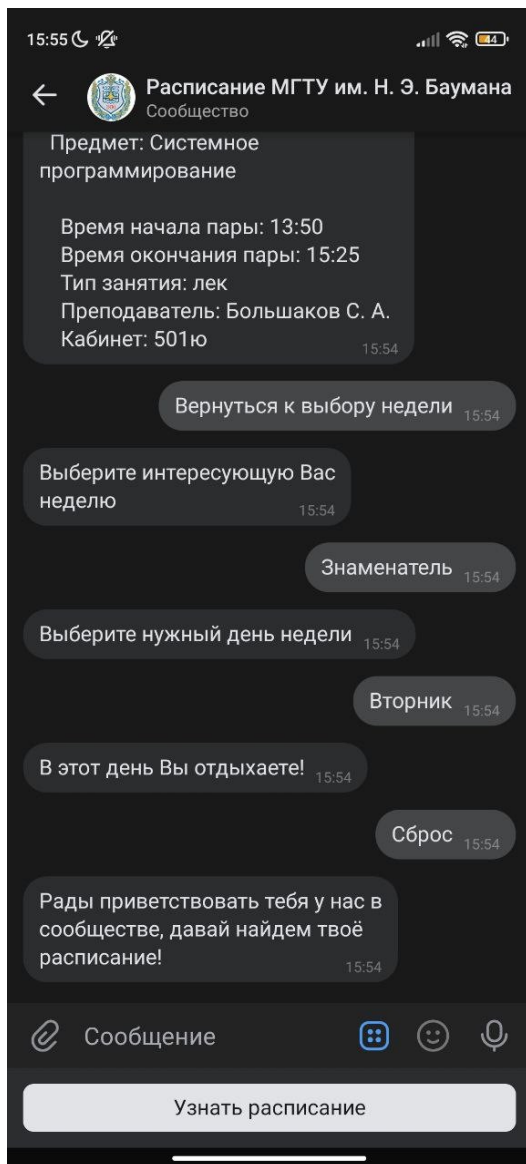 15:55
44
Расписание МГТУ им. Н. Э. Баумана
Сообщество
Предмет: Системное
программирование
Время начала пары: 13:50
Время окончания пары: 15:25
Тип занятия: лек
Преподаватель: Большаков С. А.
Кабинет: 501ю
15:54
Вернуться к выбору недели 15:54
Выберите интересующую Вас
неделю 15:54
Знаменатель 15:54
Выберите нужный день недели 15:54
Вторник 15:54
В этот день Вы отдыхаете! 15:54
Сброс 15:54
Рады приветствовать тебя у нас в
сообществе, давай найдем твоё
расписание! 15:54
Сообщение
Узнать расписание